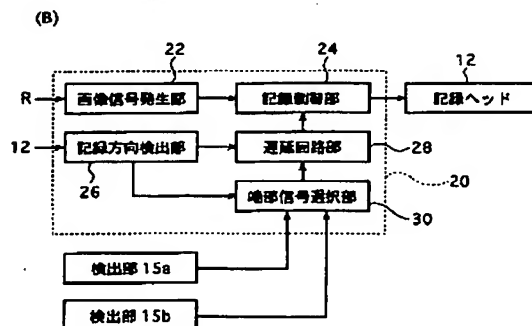 (B)
22
24
12
R
画像信号発生部
記録制御部
記録ヘッド
12
記録方向検出部
遅延回路部
28
26
20
端部信号選択部
30
検出部 15a
検出部 15b